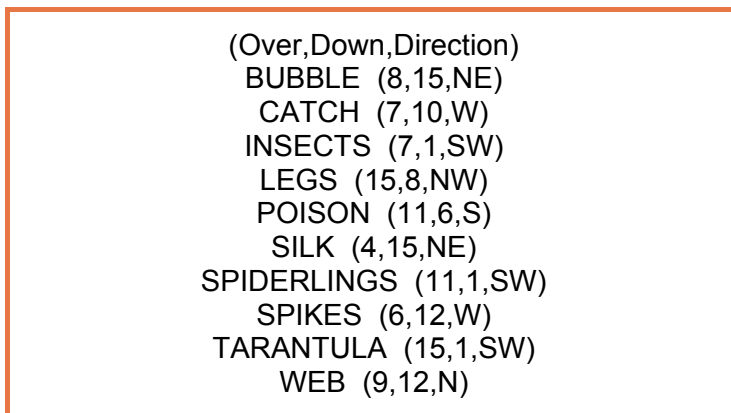 (Over,Down,Direction)
BUBBLE (8,15,NE)
CATCH (7,10,W)
INSECTS (7,1,SW)
LEGS (15,8,NW)
POISON (11,6,S)
SILK (4,15,NE)
SPIDERLINGS (11,1,SW)
SPIKES (6,12,W)
TARANTULA (15,1,SW)
WEB (9,12,N)